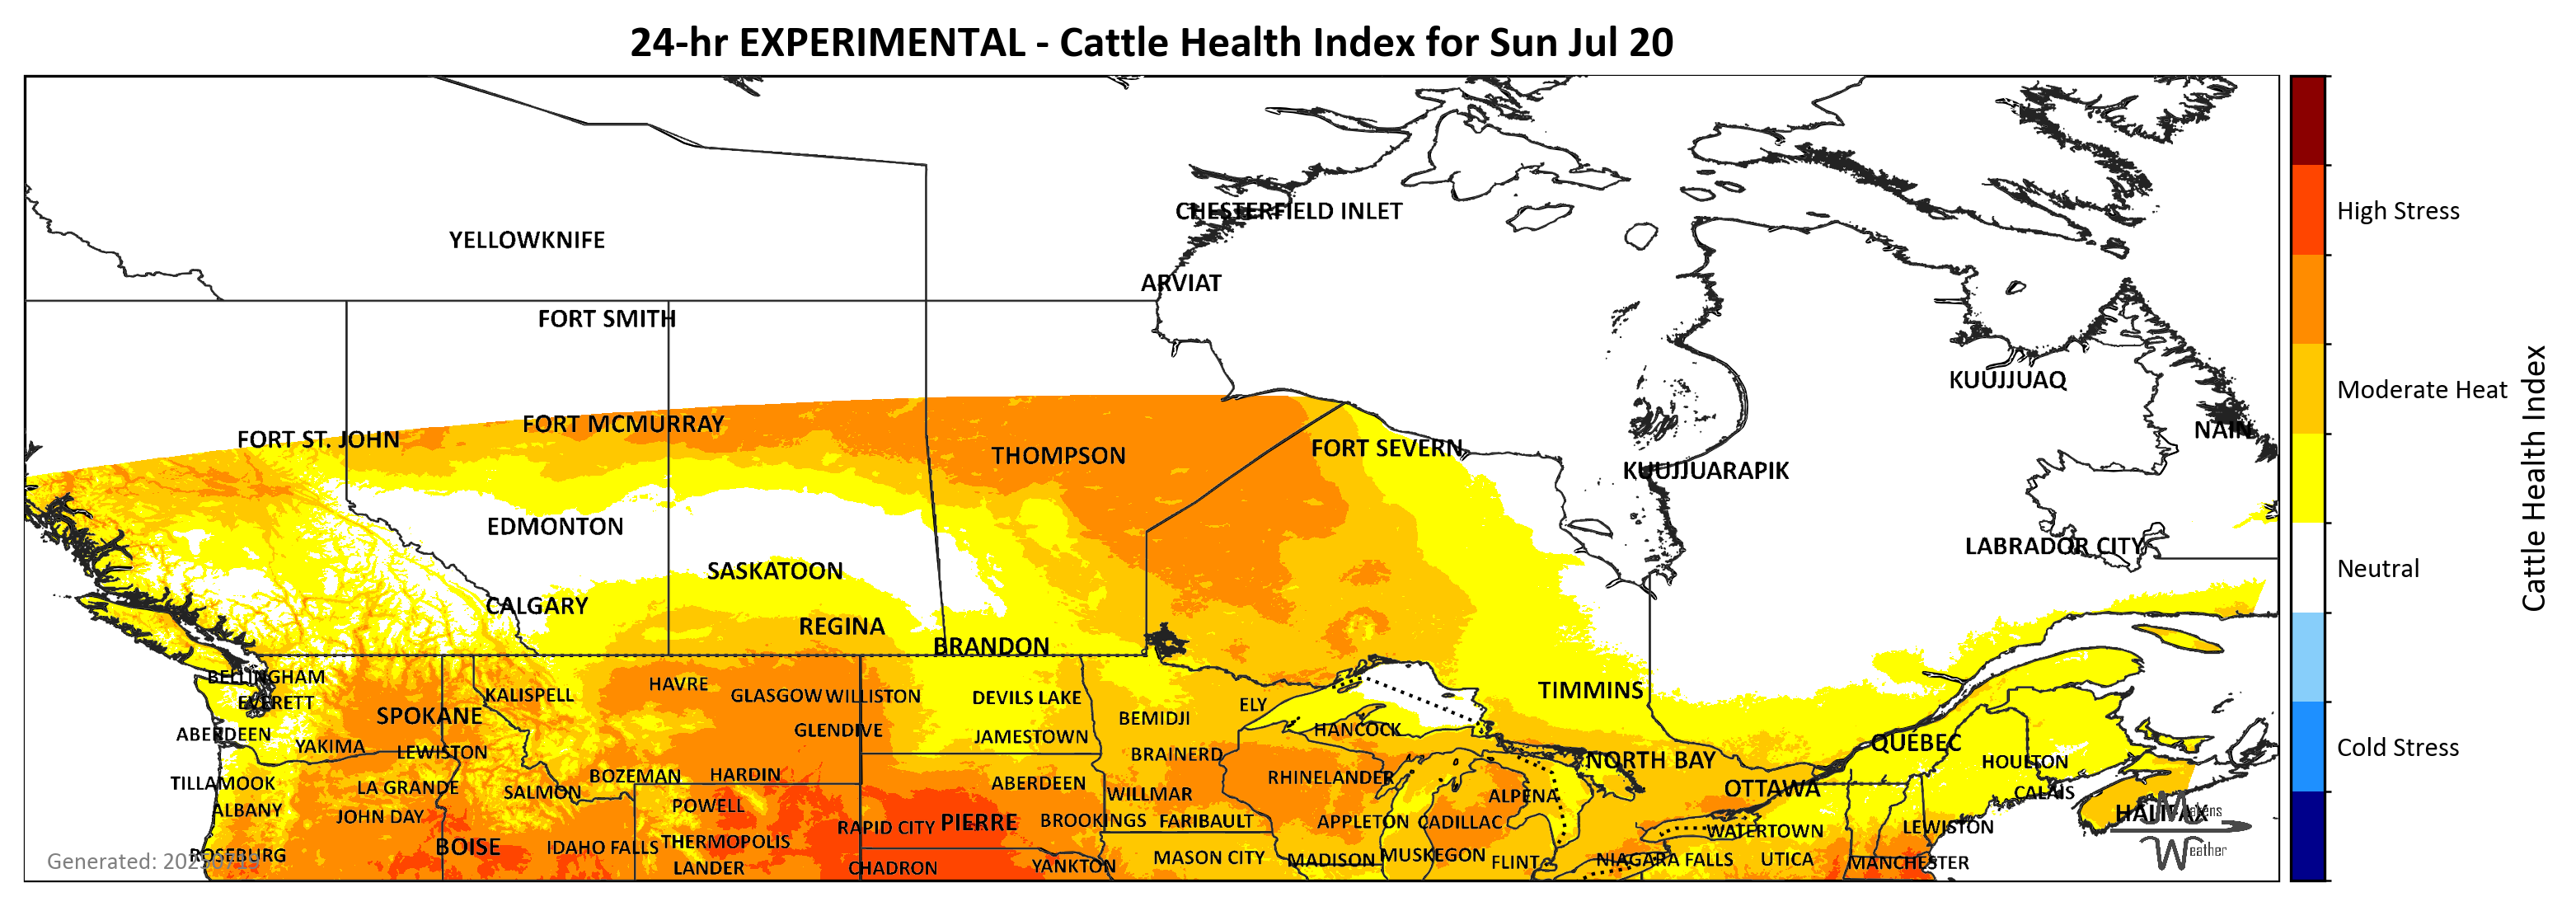 24-hr EXPERIMENTAL - Cattle Health Index for Sun Jul 20
CHESTERFIELD INLET
High Stress
YELLOWKNIFE
ARVIAT
FORT SMITH
KUUJJUAQ
Moderate Heat
FORT MCMURRAY
NAIN
FORT ST. JOHN
FORT SEVERN
THOMPSON
KUUJJUARAPIK
Cattle Health Index
EDMONTON
LABRADOR CITY
SASKATOON
Neutral
CALGARY
REGINA
BRANDON
BELLINGHAM
HAVRE
KALISPELL
GLASGOW
WILLISTON
DEVILS LAKE
TIMMINS
EVERETT
ELY
SPOKANE
BEMIDJI
GLENDIVE
HANCOCK
ABERDEEN
JAMESTOWN
QUEBEC
YAKIMA
LEWISTON
BRAINERD
Cold Stress
NORTH BAY
HOULTON
BOZEMAN
HARDIN
RHINELANDER
TILLAMOOK
LA GRANDE
ABERDEEN
OTTAWA
SALMON
WILLMAR
ALPENA
CALAIS
POWELL
ALBANY
JOHN DAY
HALIFAX
Makens
RAPID CITY
PIERRE
BROOKINGS
FARIBAULT
APPLETON
CADILLAC
WATERTOWN
LEWISTON
THERMOPOLIS
BOISE
IDAHO FALLS
Weather
ROSEBURG
MASON CITY
MADISON
MUSKEGON
FLINT
NIAGARA FALLS
UTICA
MANCHESTER
Generated: 20250719
LANDER
CHADRON
YANKTON